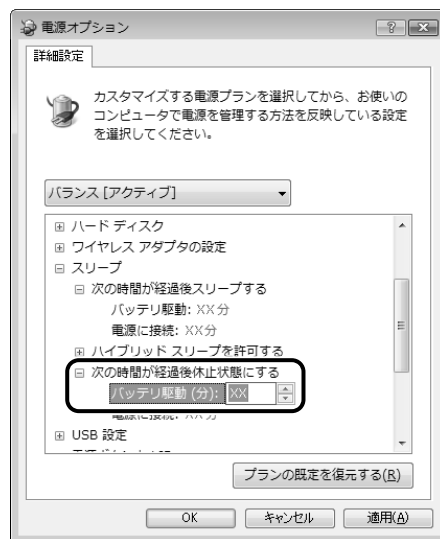 電源オプション
詳細設定
カスタマイズする電源プランを選択してから、お使いの
コンピュータで電源を管理する方法を反映している設定
を選択してください。
バランス [アクティブ]
ハード ディスク
ワイヤレス アダプタの設定
スリープ
次の時間が経過後スリープする
バッテリ駆動: XX分
電源に接続: XX分
ハイブリッド スリープを許可する
次の時間が経過後休止状態にする
バッテリ駆動 (分): XX
電源に接続: XX分
USB 設定
プランの既定を復元する(R)
OK キャンセル 適用(A)